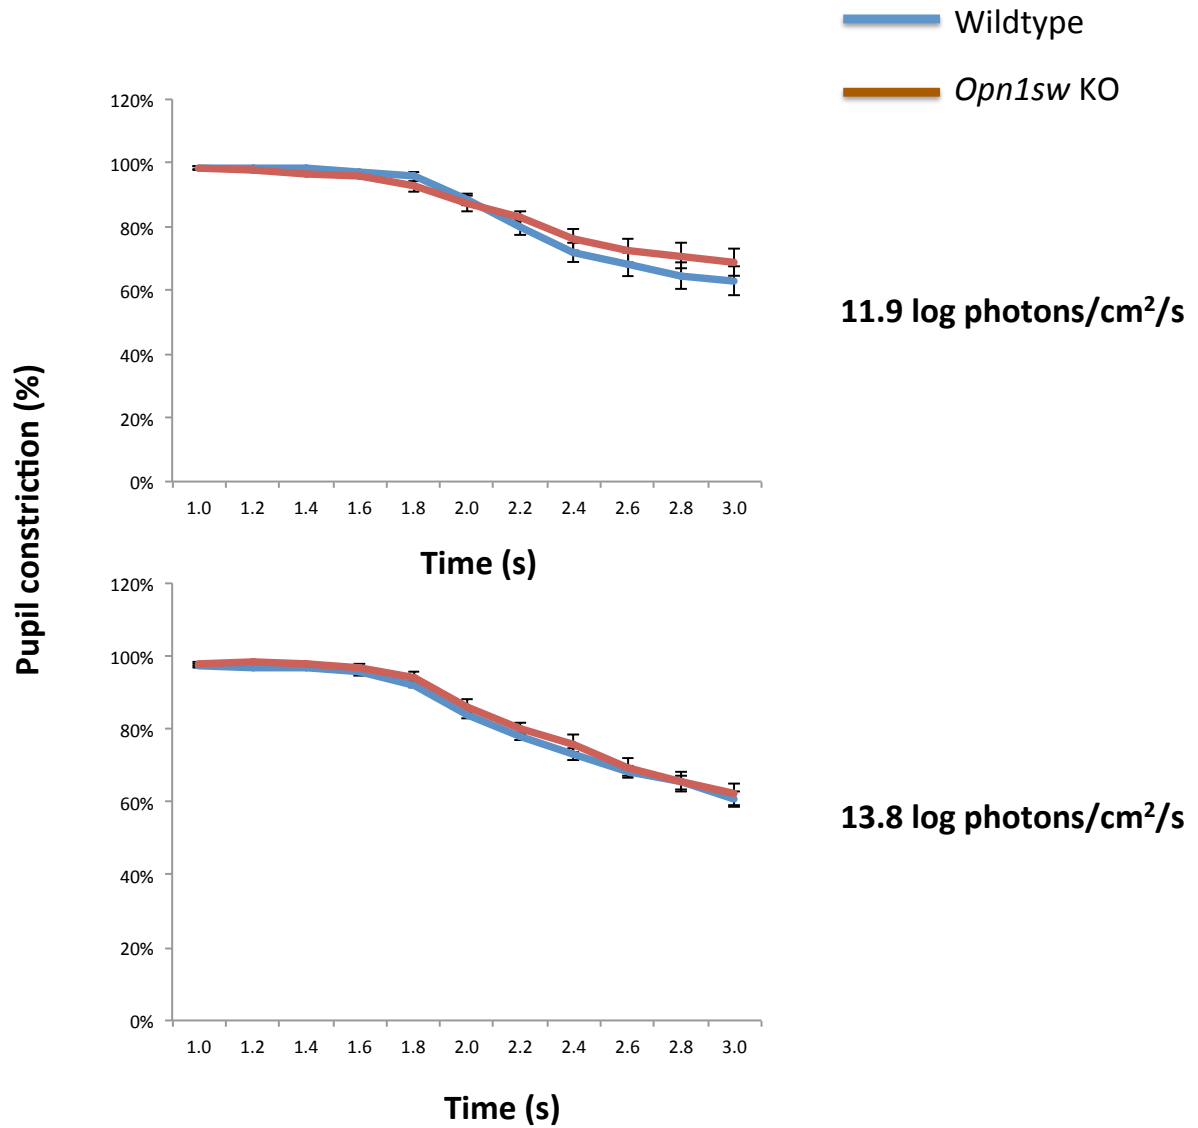 Wildtype
Opn1sw KO
Pupil constriction (%)
120%
100%
80%
60%
40%
20%
0%
1.0 1.2 1.4 1.6 1.8 2.0 2.2 2.4 2.6 2.8 3.0
Time (s)
11.9 log photons/cm²/s
120%
100%
80%
60%
40%
20%
0%
1.0 1.2 1.4 1.6 1.8 2.0 2.2 2.4 2.6 2.8 3.0
Time (s)
13.8 log photons/cm²/s